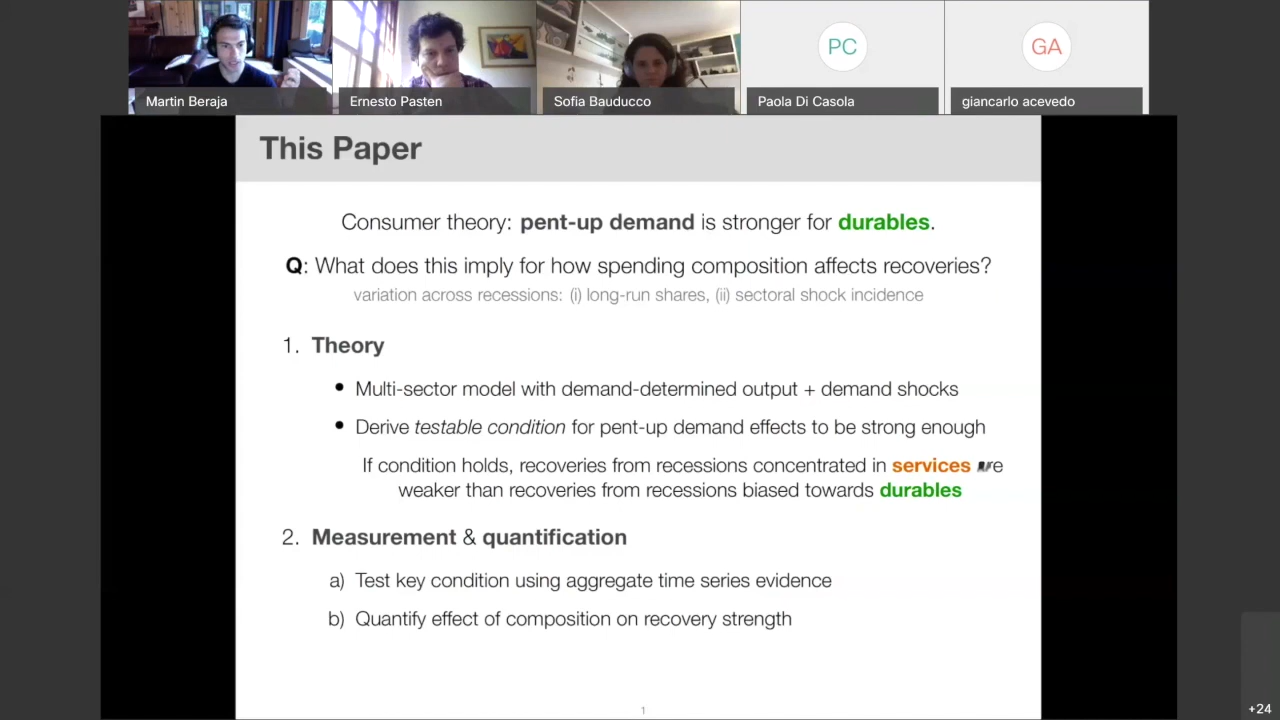 PC
GA
Martin Beraja
Ernesto Pasten
Sofia Bauducco
Paola Di Casola
giancarlo acevedo
This Paper
Consumer theory: pent-up demand is stronger for durables.
Q: What does this imply for how spending composition affects recoveries?
variation across recessions: (i) long-run shares, (ii) sectoral shock incidence
1. Theory
• Multi-sector model with demand-determined output + demand shocks
• Derive testable condition for pent-up demand effects to be strong enough
If condition holds, recoveries from recessions concentrated in services are
weaker than recoveries from recessions biased towards durables
2. Measurement & quantification
a) Test key condition using aggregate time series evidence
b) Quantify effect of composition on recovery strength
1
+24